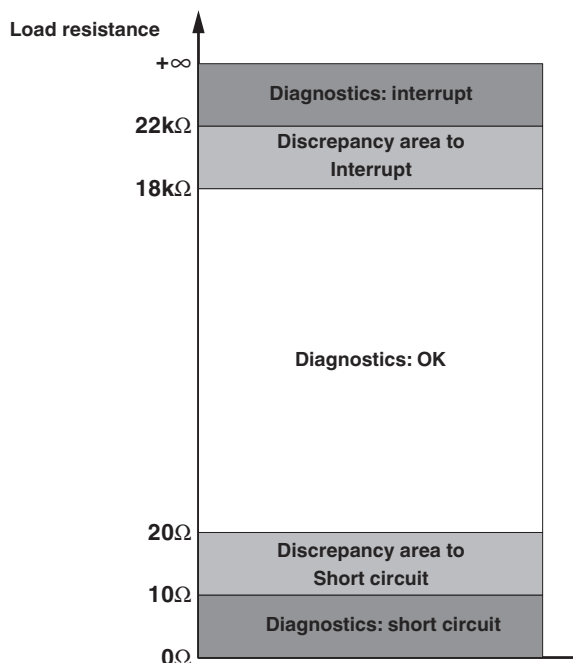 Load resistance
+∞
Diagnostics: interrupt
22kΩ
Discrepancy area to
Interrupt
18kΩ
Diagnostics: OK
20Ω
Discrepancy area to
Short circuit
10Ω
Diagnostics: short circuit
0Ω